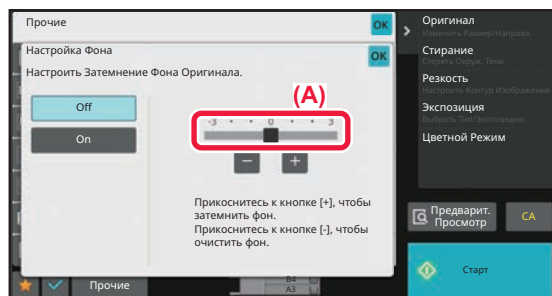 Прочие
OK
Настройка Фона
OK
Настроить Затемнение Фона Оригинала.
Off
On
(A)
-3 • • 0 • • 3
-
+
Прикоснитесь к кнопке [+], чтобы
затемнить фон.
Прикоснитесь к кнопке [-], чтобы
очистить фон.
Оригинал
Изменить Размер/Направл.
Стирание
Стереть Окруж. Тени
Резкость
Настроить Контур Изображения
Экспозиция
Выбрать Тип/Экспозицию
Цветной Режим
Предварит.
Просмотр
CA
Старт
Прочие
B4
A3